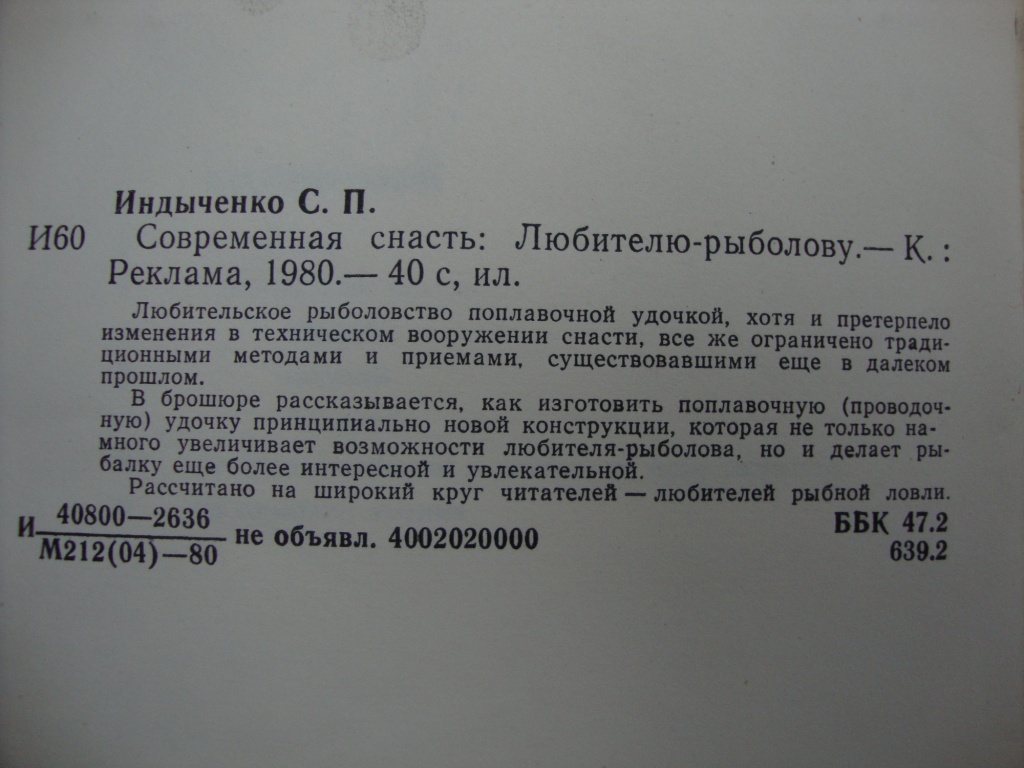 Индыченко С. П.
И60 Современная снасть: Любителю-рыболову.— К. :
Реклама, 1980.— 40 с, ил.
Любительское рыболовство поплавочной удочкой, хотя и претерпело
изменения в техническом вооружении снасти, все же ограничено тради-
ционными методами и приемами, существовавшими еще в далеком
прошлом.
В брошюре рассказывается, как изготовить поплавочную (проводоч-
ную) удочку принципиально новой конструкции, которая не только на-
много увеличивает возможности любителя-рыболова, но и делает ры-
балку еще более интересной и увлекательной.
Рассчитано на широкий круг читателей — любителей рыбной ловли.
40800—2636
И не объявл. 4002020000
М212(04)—80
ББК 47.2
639.2